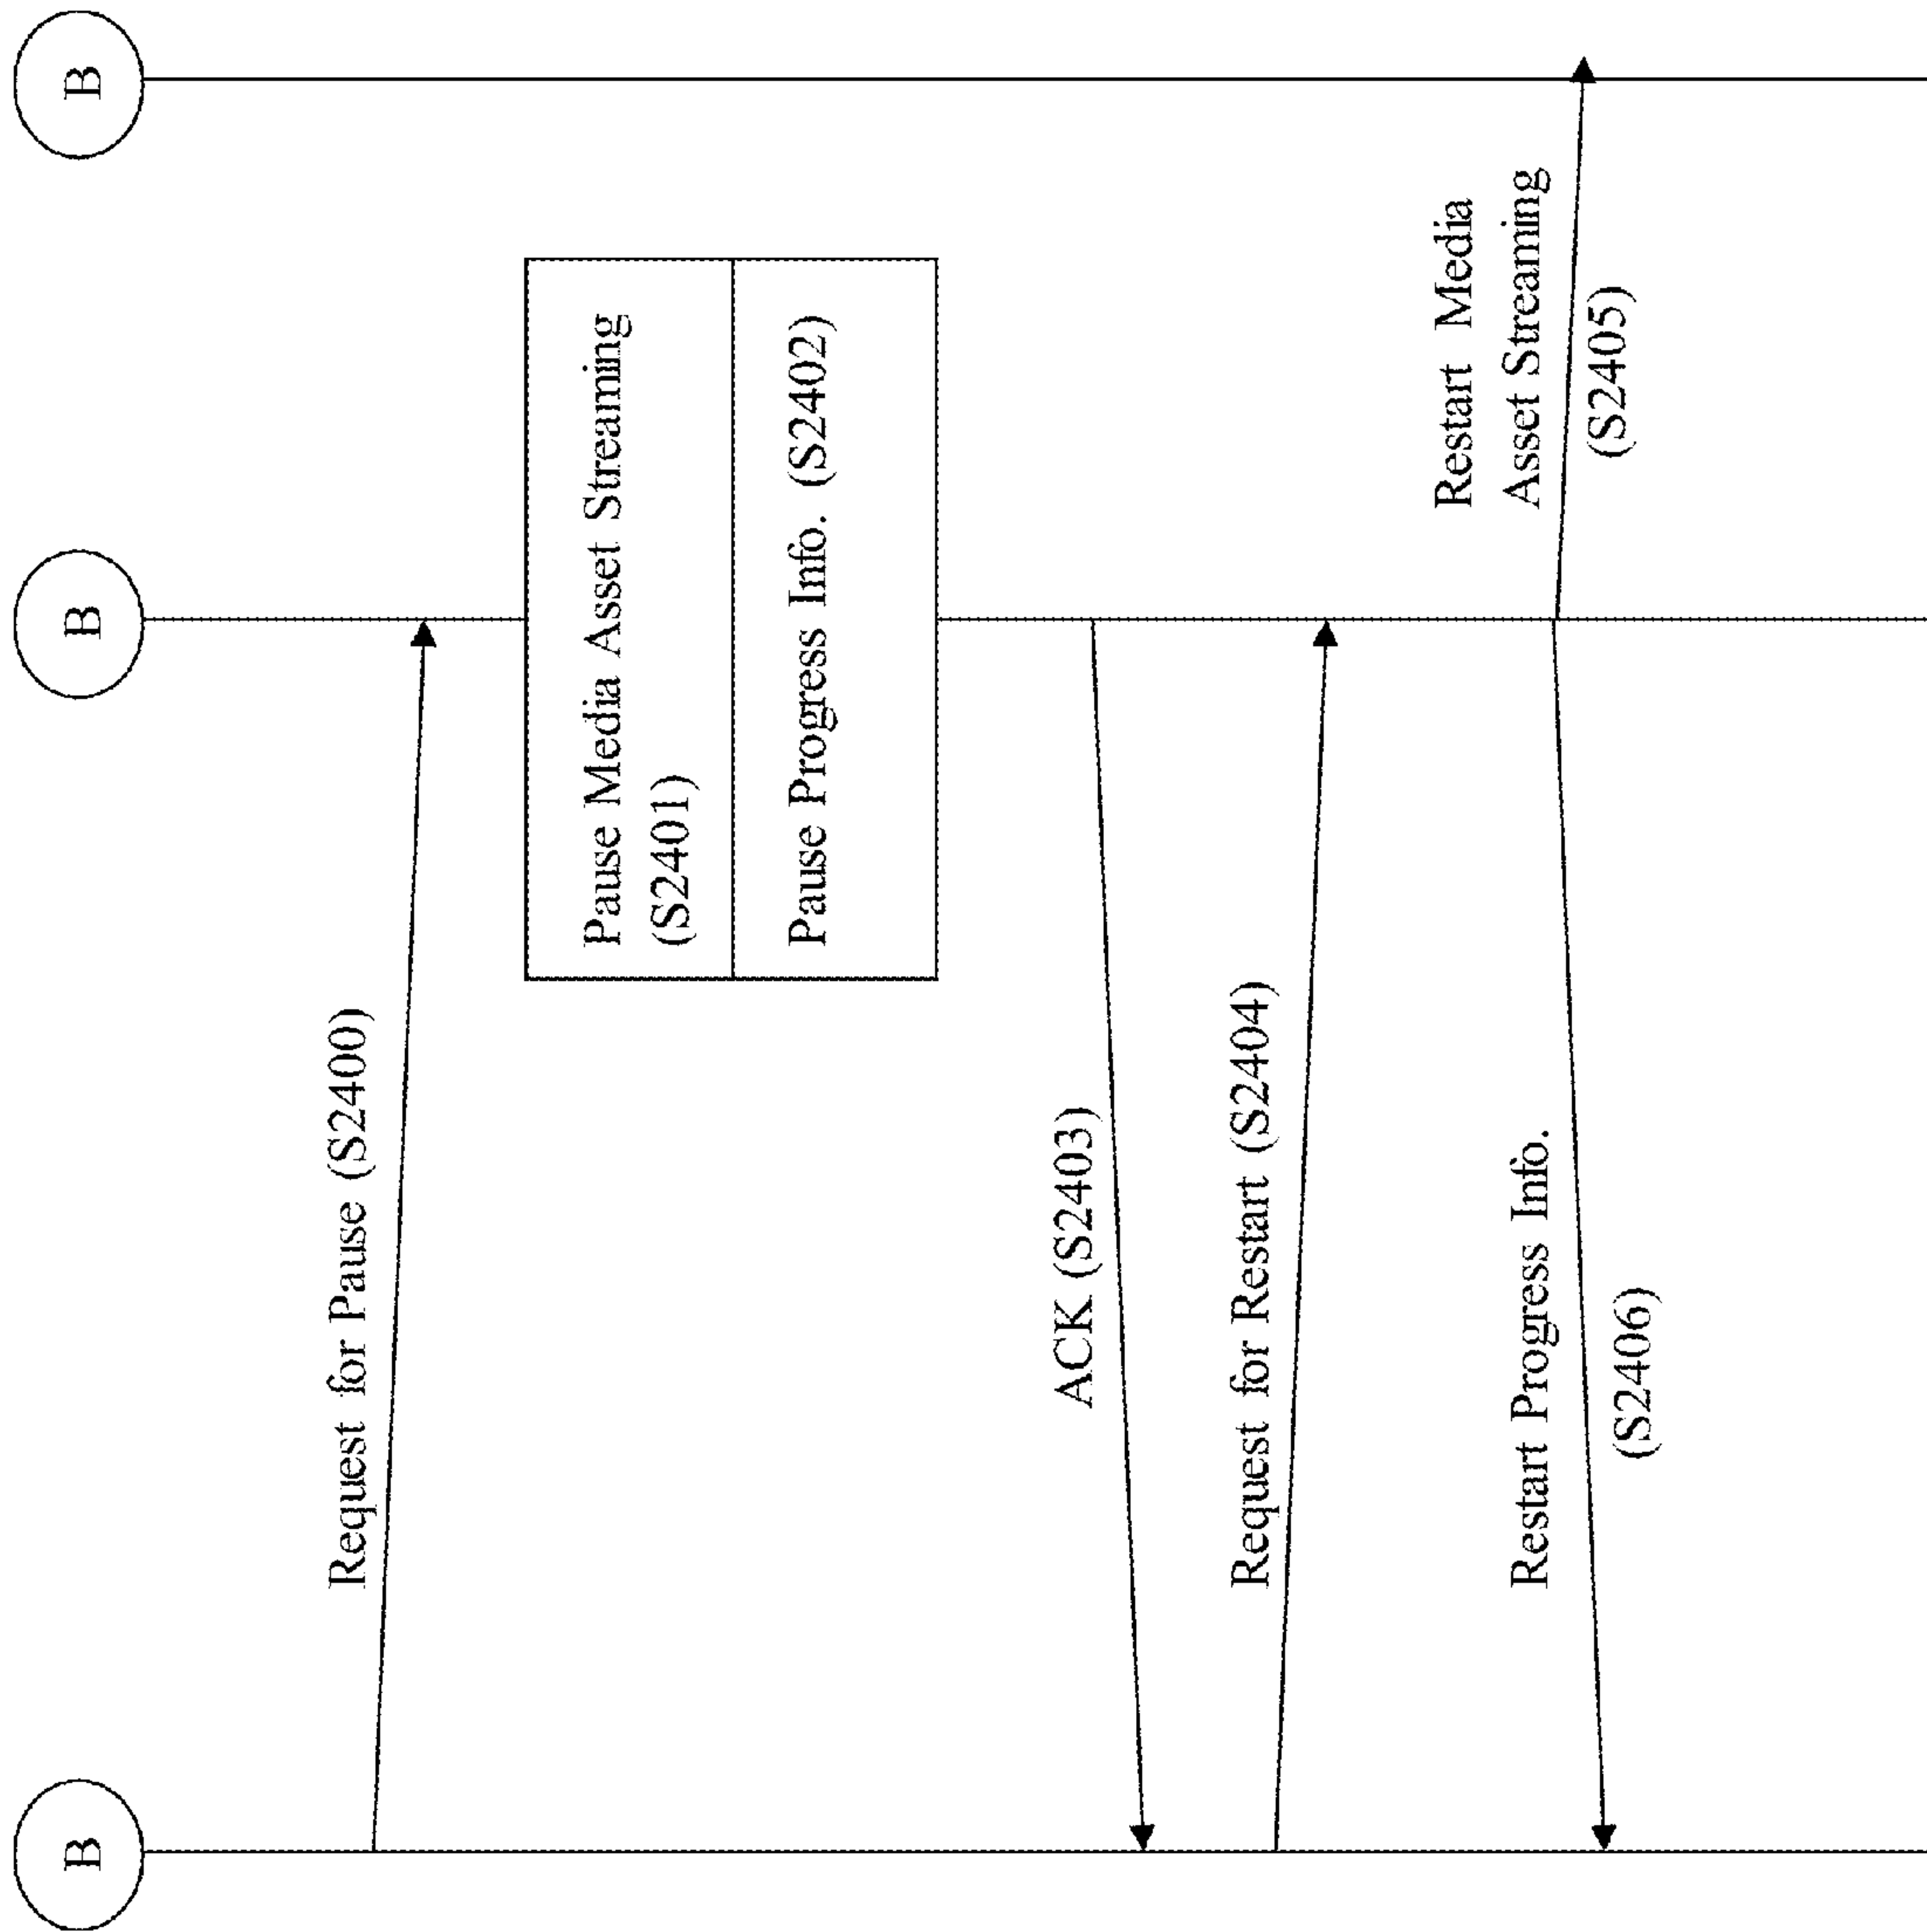 B
B
B
Request for Pause (S2400)
Pause Media Asset Streaming
(S2401)
Pause Progress Info. (S2402)
ACK (S2403)
Request for Restart (S2404)
Restart Media
Asset Streaming
(S2405)
Restart Progress Info.
(S2406)